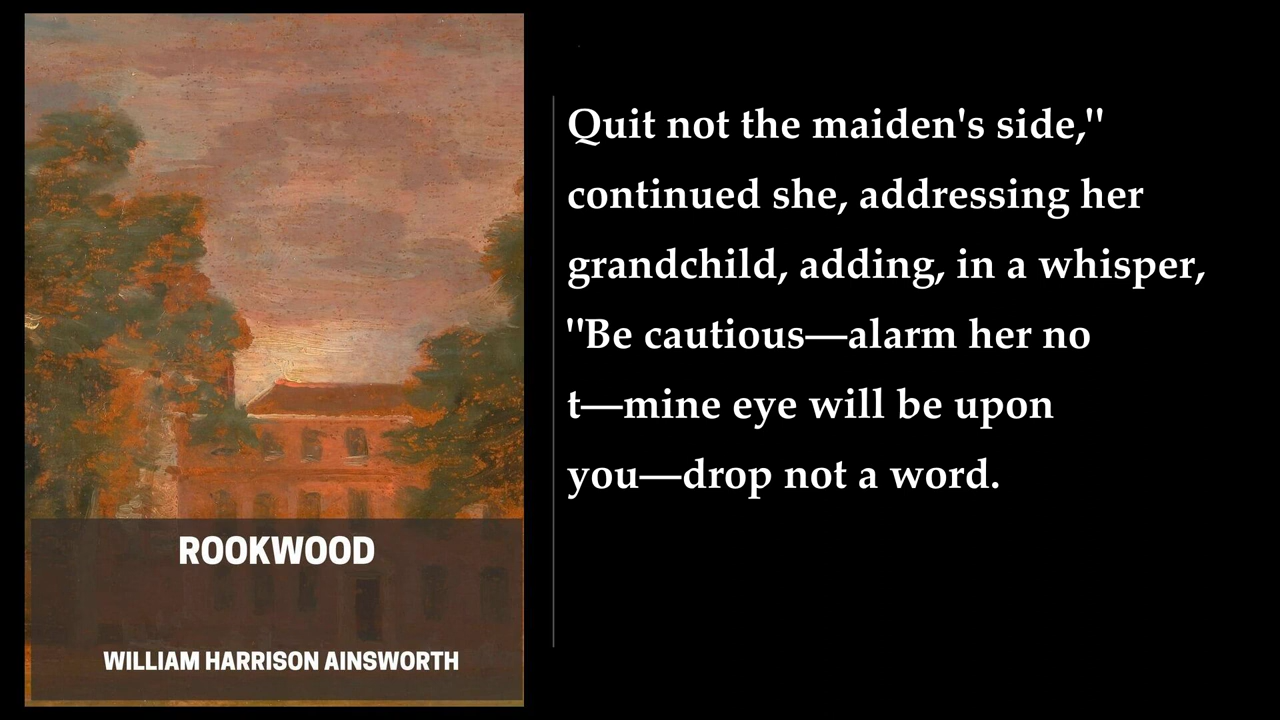 ROOKWOOD
WILLIAM HARRISON AINSWORTH
Quit not the maiden's side,"
continued she, addressing her
grandchild, adding, in a whisper,
"Be cautious—alarm her no
t—mine eye will be upon
you—drop not a word.